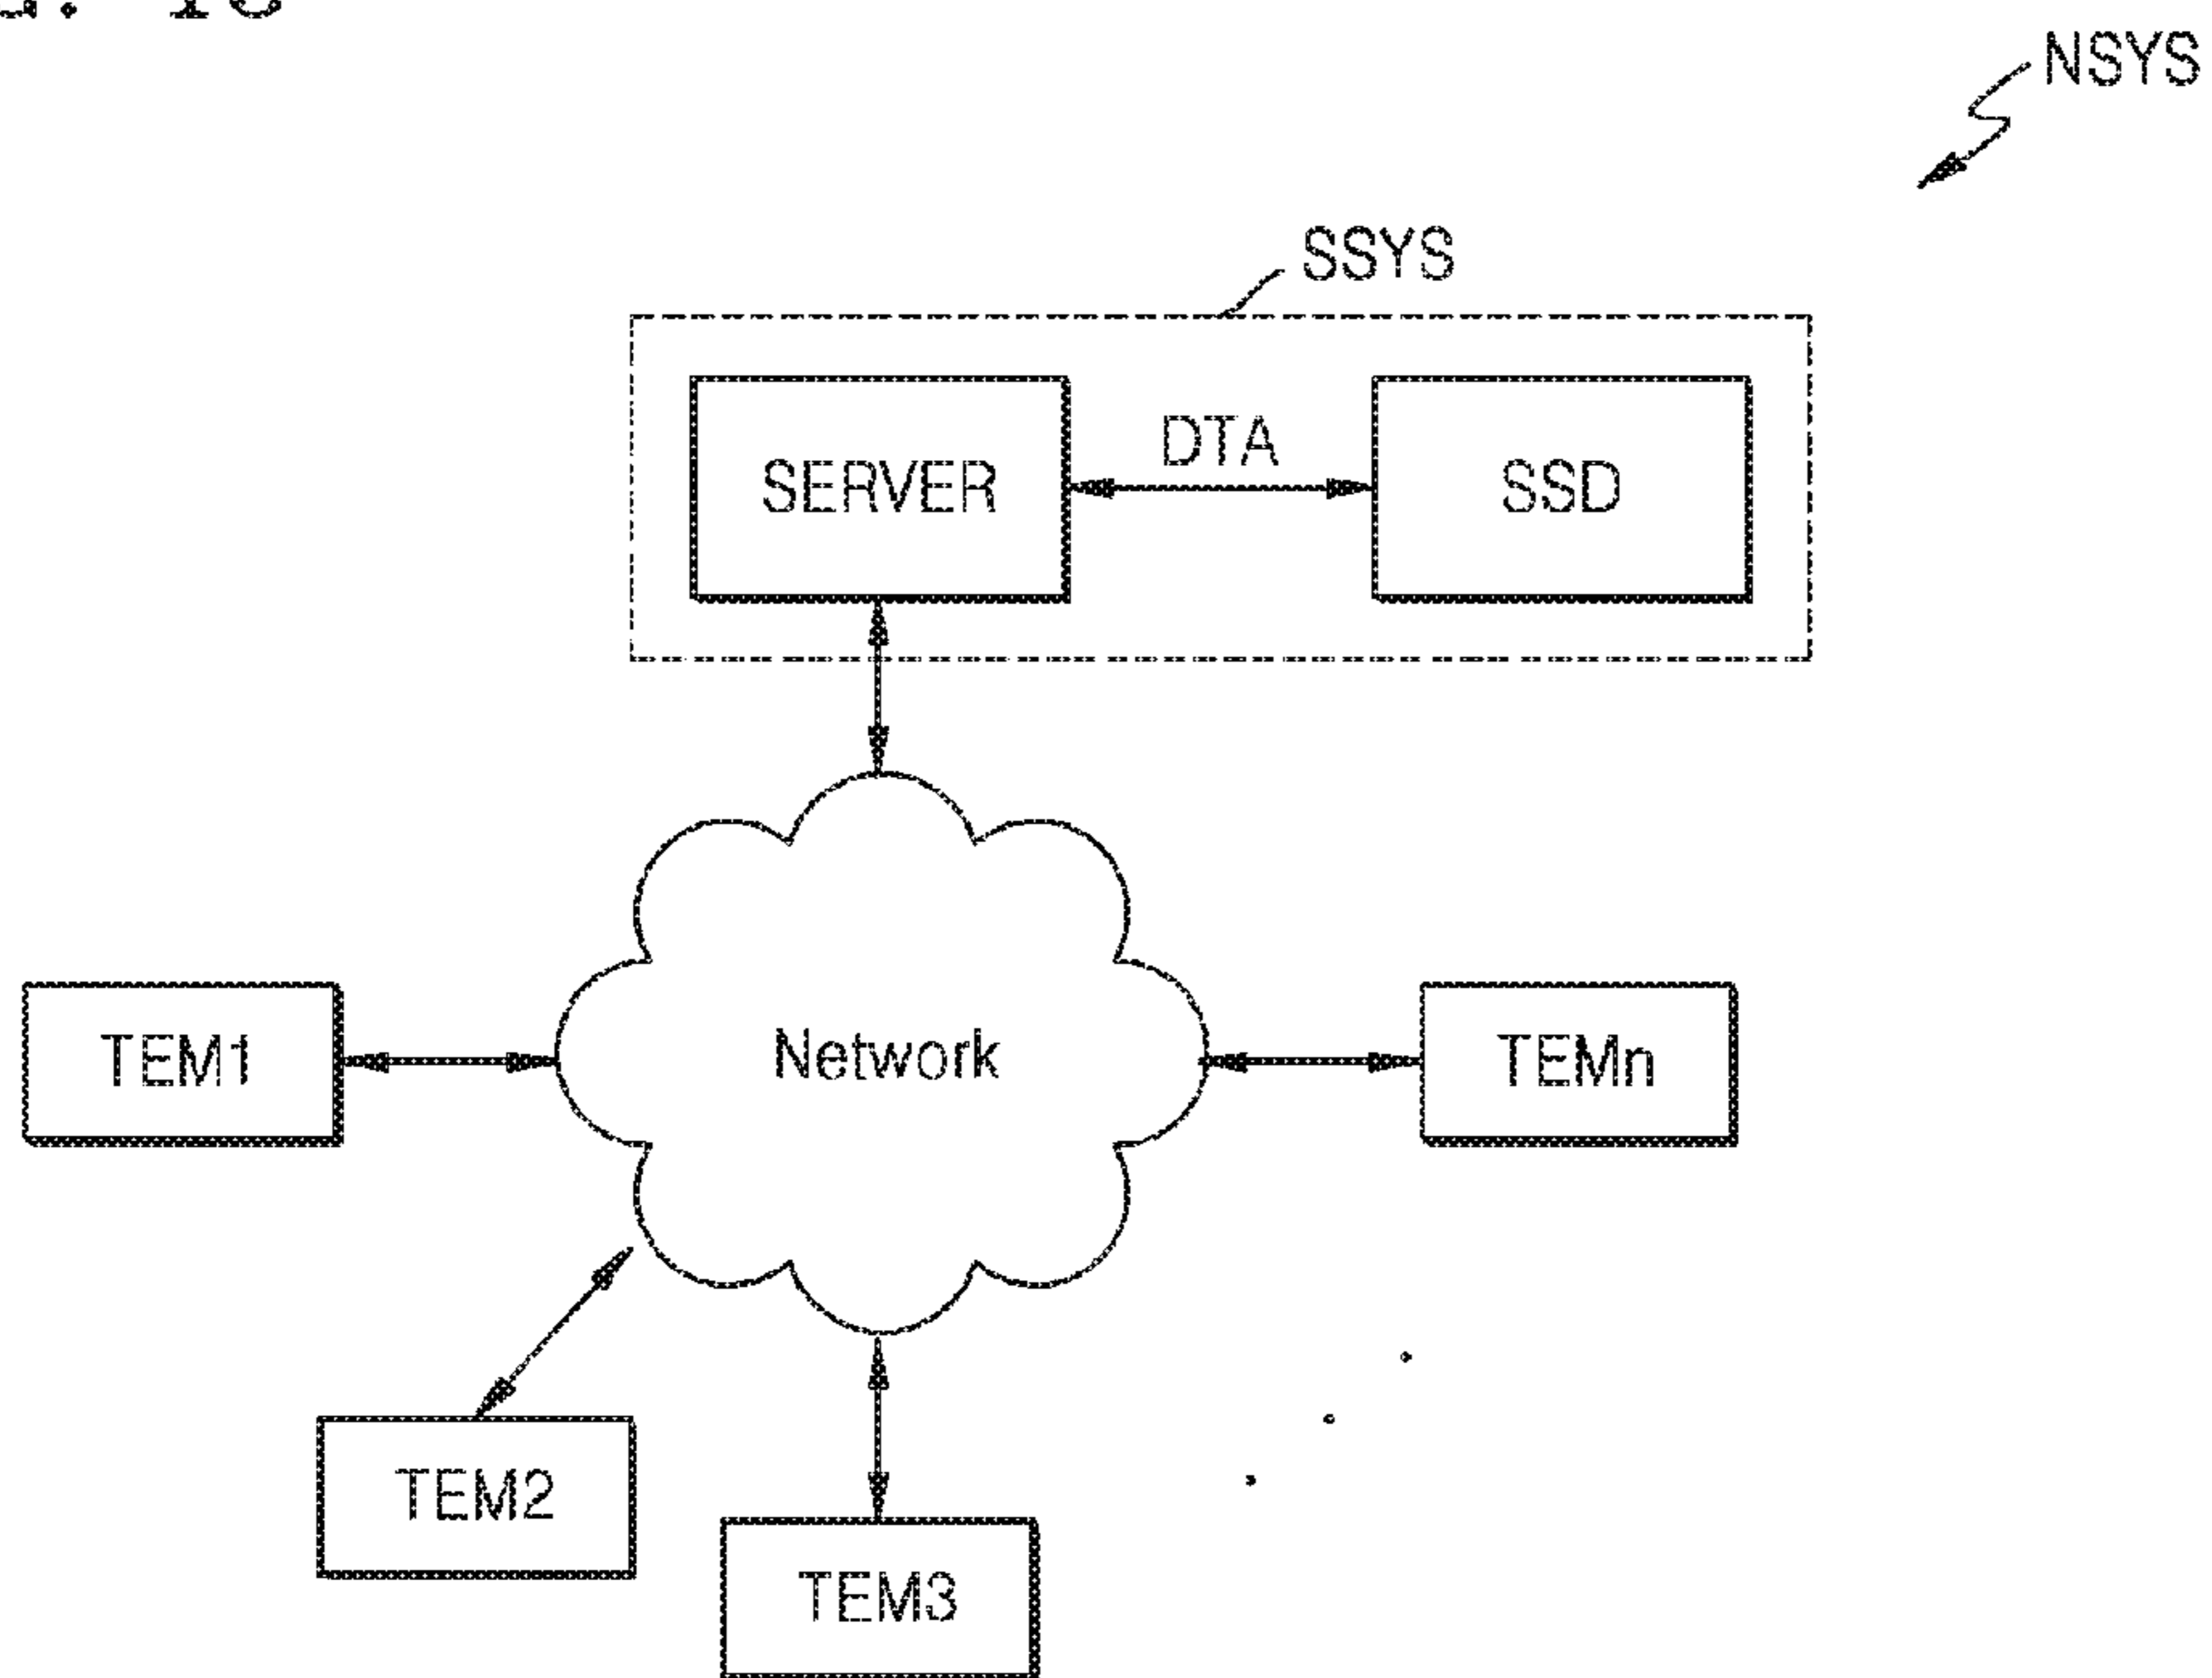 NSYS
SSYS
SERVER
DTA
SSD
Network
TEM1
TEMn
TEM2
TEM3